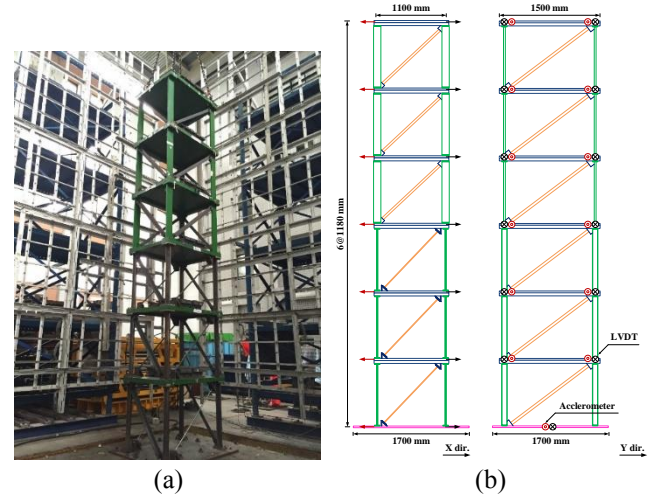 1100 mm
1500 mm
6@1180 mm
LVDT
Acclerometer
1700 mm
1700 mm
X dir.
Y dir.
(a)
(b)